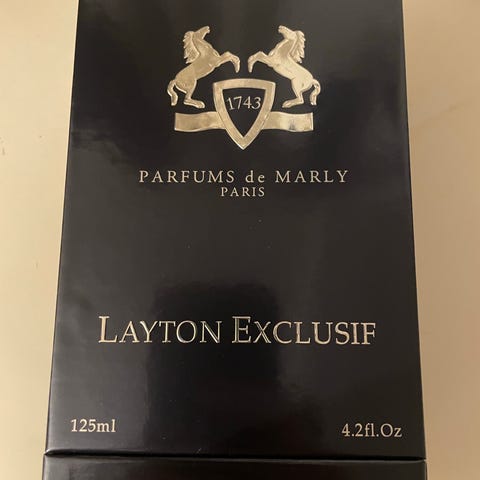 1743
PARFUMS de MARLY
PARIS
LAYTON EXCLUSIF
125ml 4.2fl.Oz